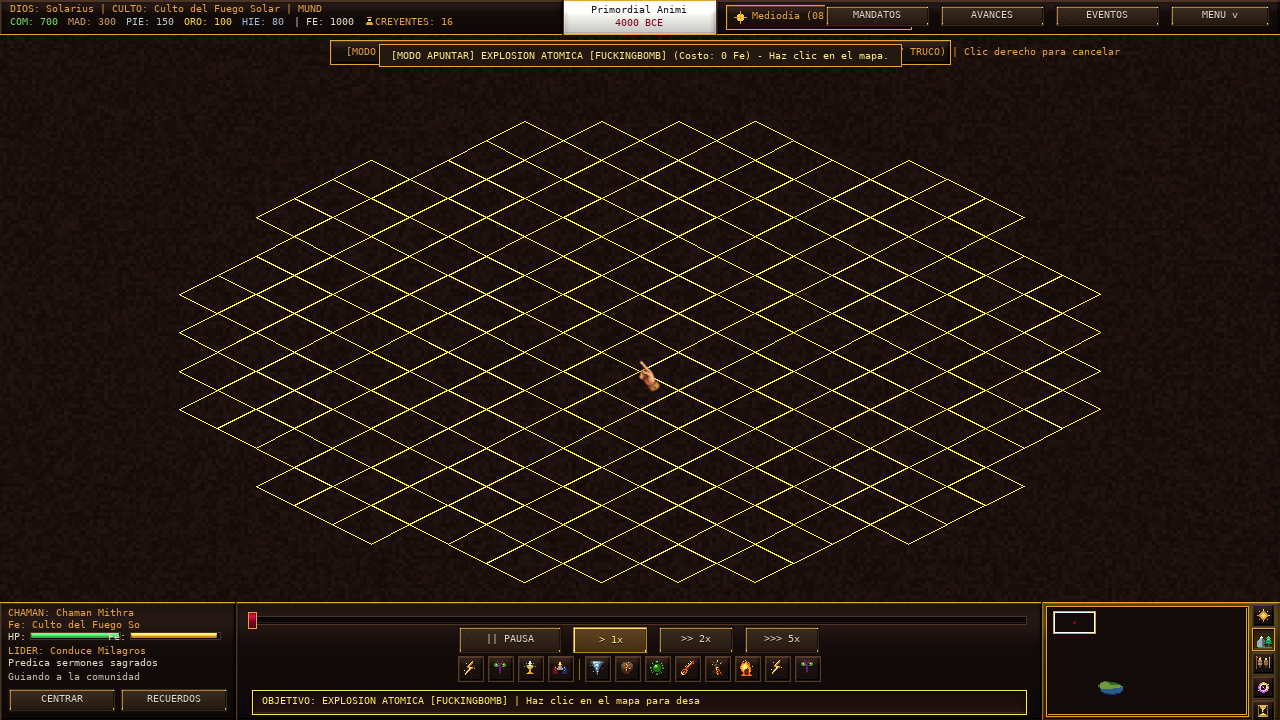 DIOS: Solarius | CULTO: Culto del Fuego Solar | MUND
COM: 700 MAD: 300 PIE: 150 ORO: 100 HIE: 80 | FE: 1000 CREYENTES: 16
Primordial Animi
4000 BCE
Mediodía (08
MANDATOS
AVANCES
EVENTOS
MENU v
[MODO
[MODO APUNTAR] EXPLOSION ATOMICA [FUCKINGBOMB] (Costo: 0 Fe) - Haz clic en el mapa.
TRUCO) | Clic derecho para cancelar
CHAMAN: Chaman Mithra
Fe: Culto del Fuego So
HP: Fe:
LIDER: Conduce Milagros
Predica sermones sagrados
Guiando a la comunidad
CENTRAR
RECUERDOS
|| PAUSA
> 1x
>> 2x
>>> 5x
OBJETIVO: EXPLOSION ATOMICA [FUCKINGBOMB] | Haz clic en el mapa para desa